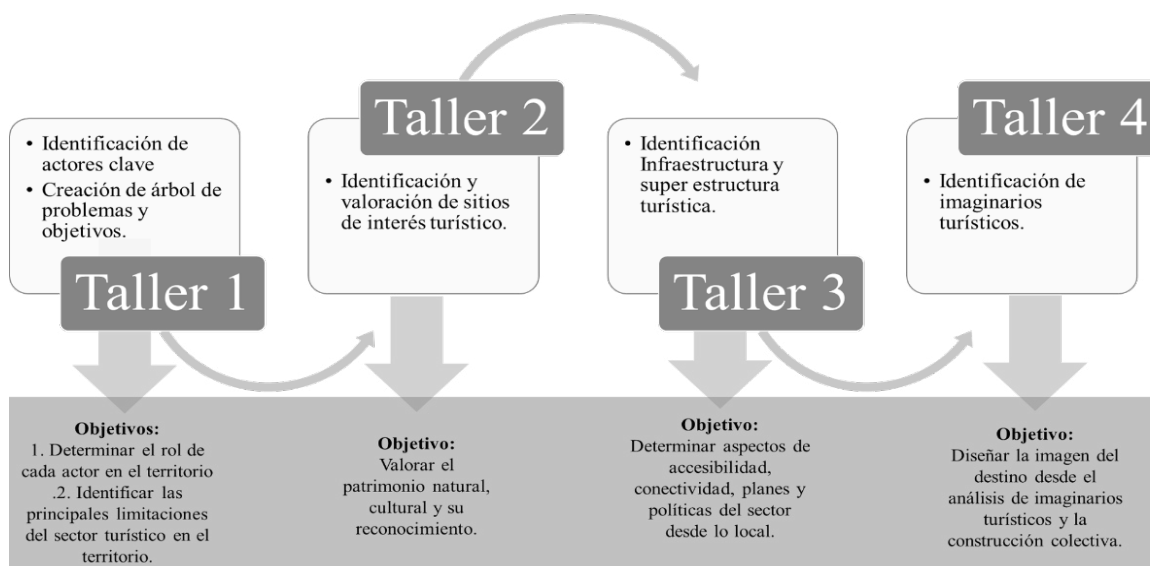 • Identificación de
actores clave
• Creación de árbol de
problemas y
objetivos.
Taller 1
Taller 2
• Identificación y
valoración de sitios
de interés turístico.
• Identificación
Infraestructura y
super estructura
turística.
Taller 3
Taller 4
• Identificación de
imaginarios
turísticos.
Objetivos:
1. Determinar el rol de
cada actor en el territorio
.2. Identificar las
principales limitaciones
del sector turístico en el
territorio.
Objetivo:
Valorar el
patrimonio natural,
cultural y su
reconocimiento.
Objetivo:
Determinar aspectos de
accesibilidad,
conectividad, planes y
políticas del sector
desde lo local.
Objetivo:
Diseñar la imagen del
destino desde el
análisis de imaginarios
turísticos y la
construcción colectiva.